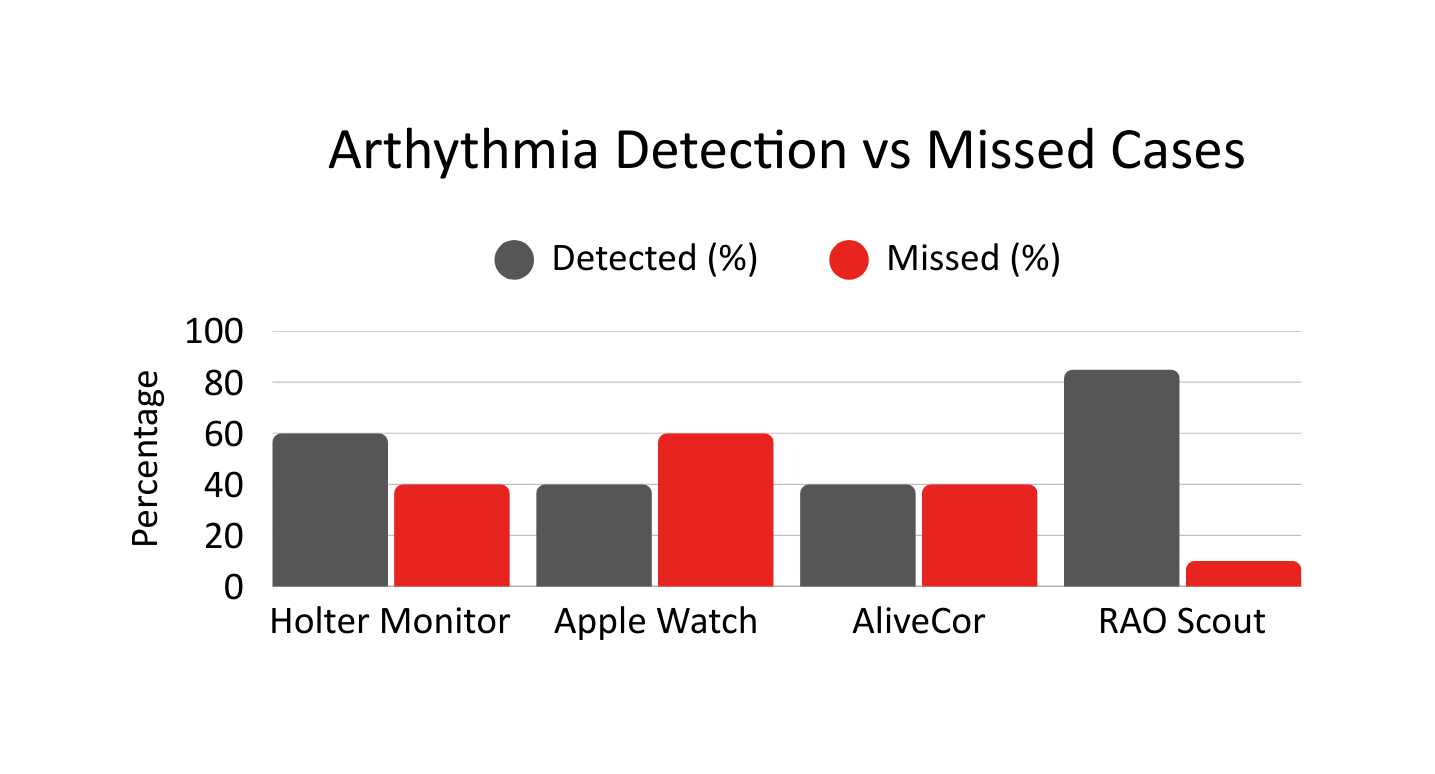 Arthythmia Detection vs Missed Cases
Detected (%) Missed (%)
Percentage
100
80
60
40
20
0
Holter Monitor Apple Watch AliveCor RAO Scout